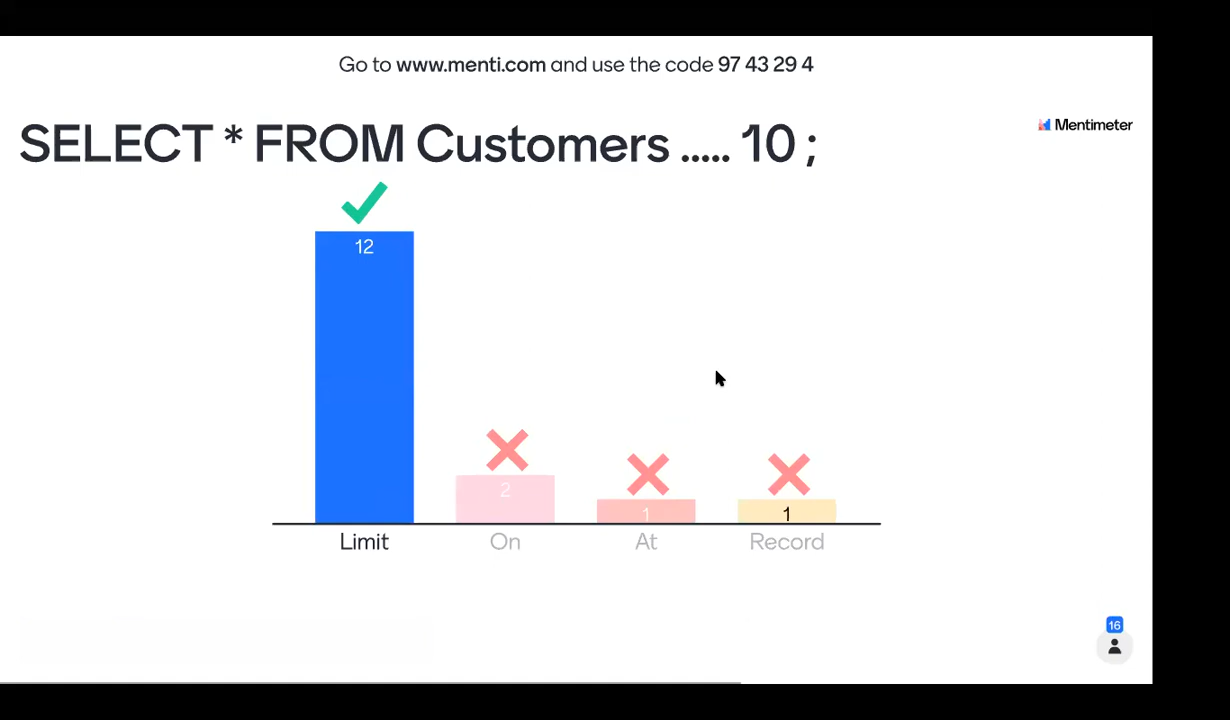 Go to www.menti.com and use the code 97 43 29 4
SELECT * FROM Customers ..... 10 ;
Mentimeter
12
2
1
1
Limit
On
At
Record
16